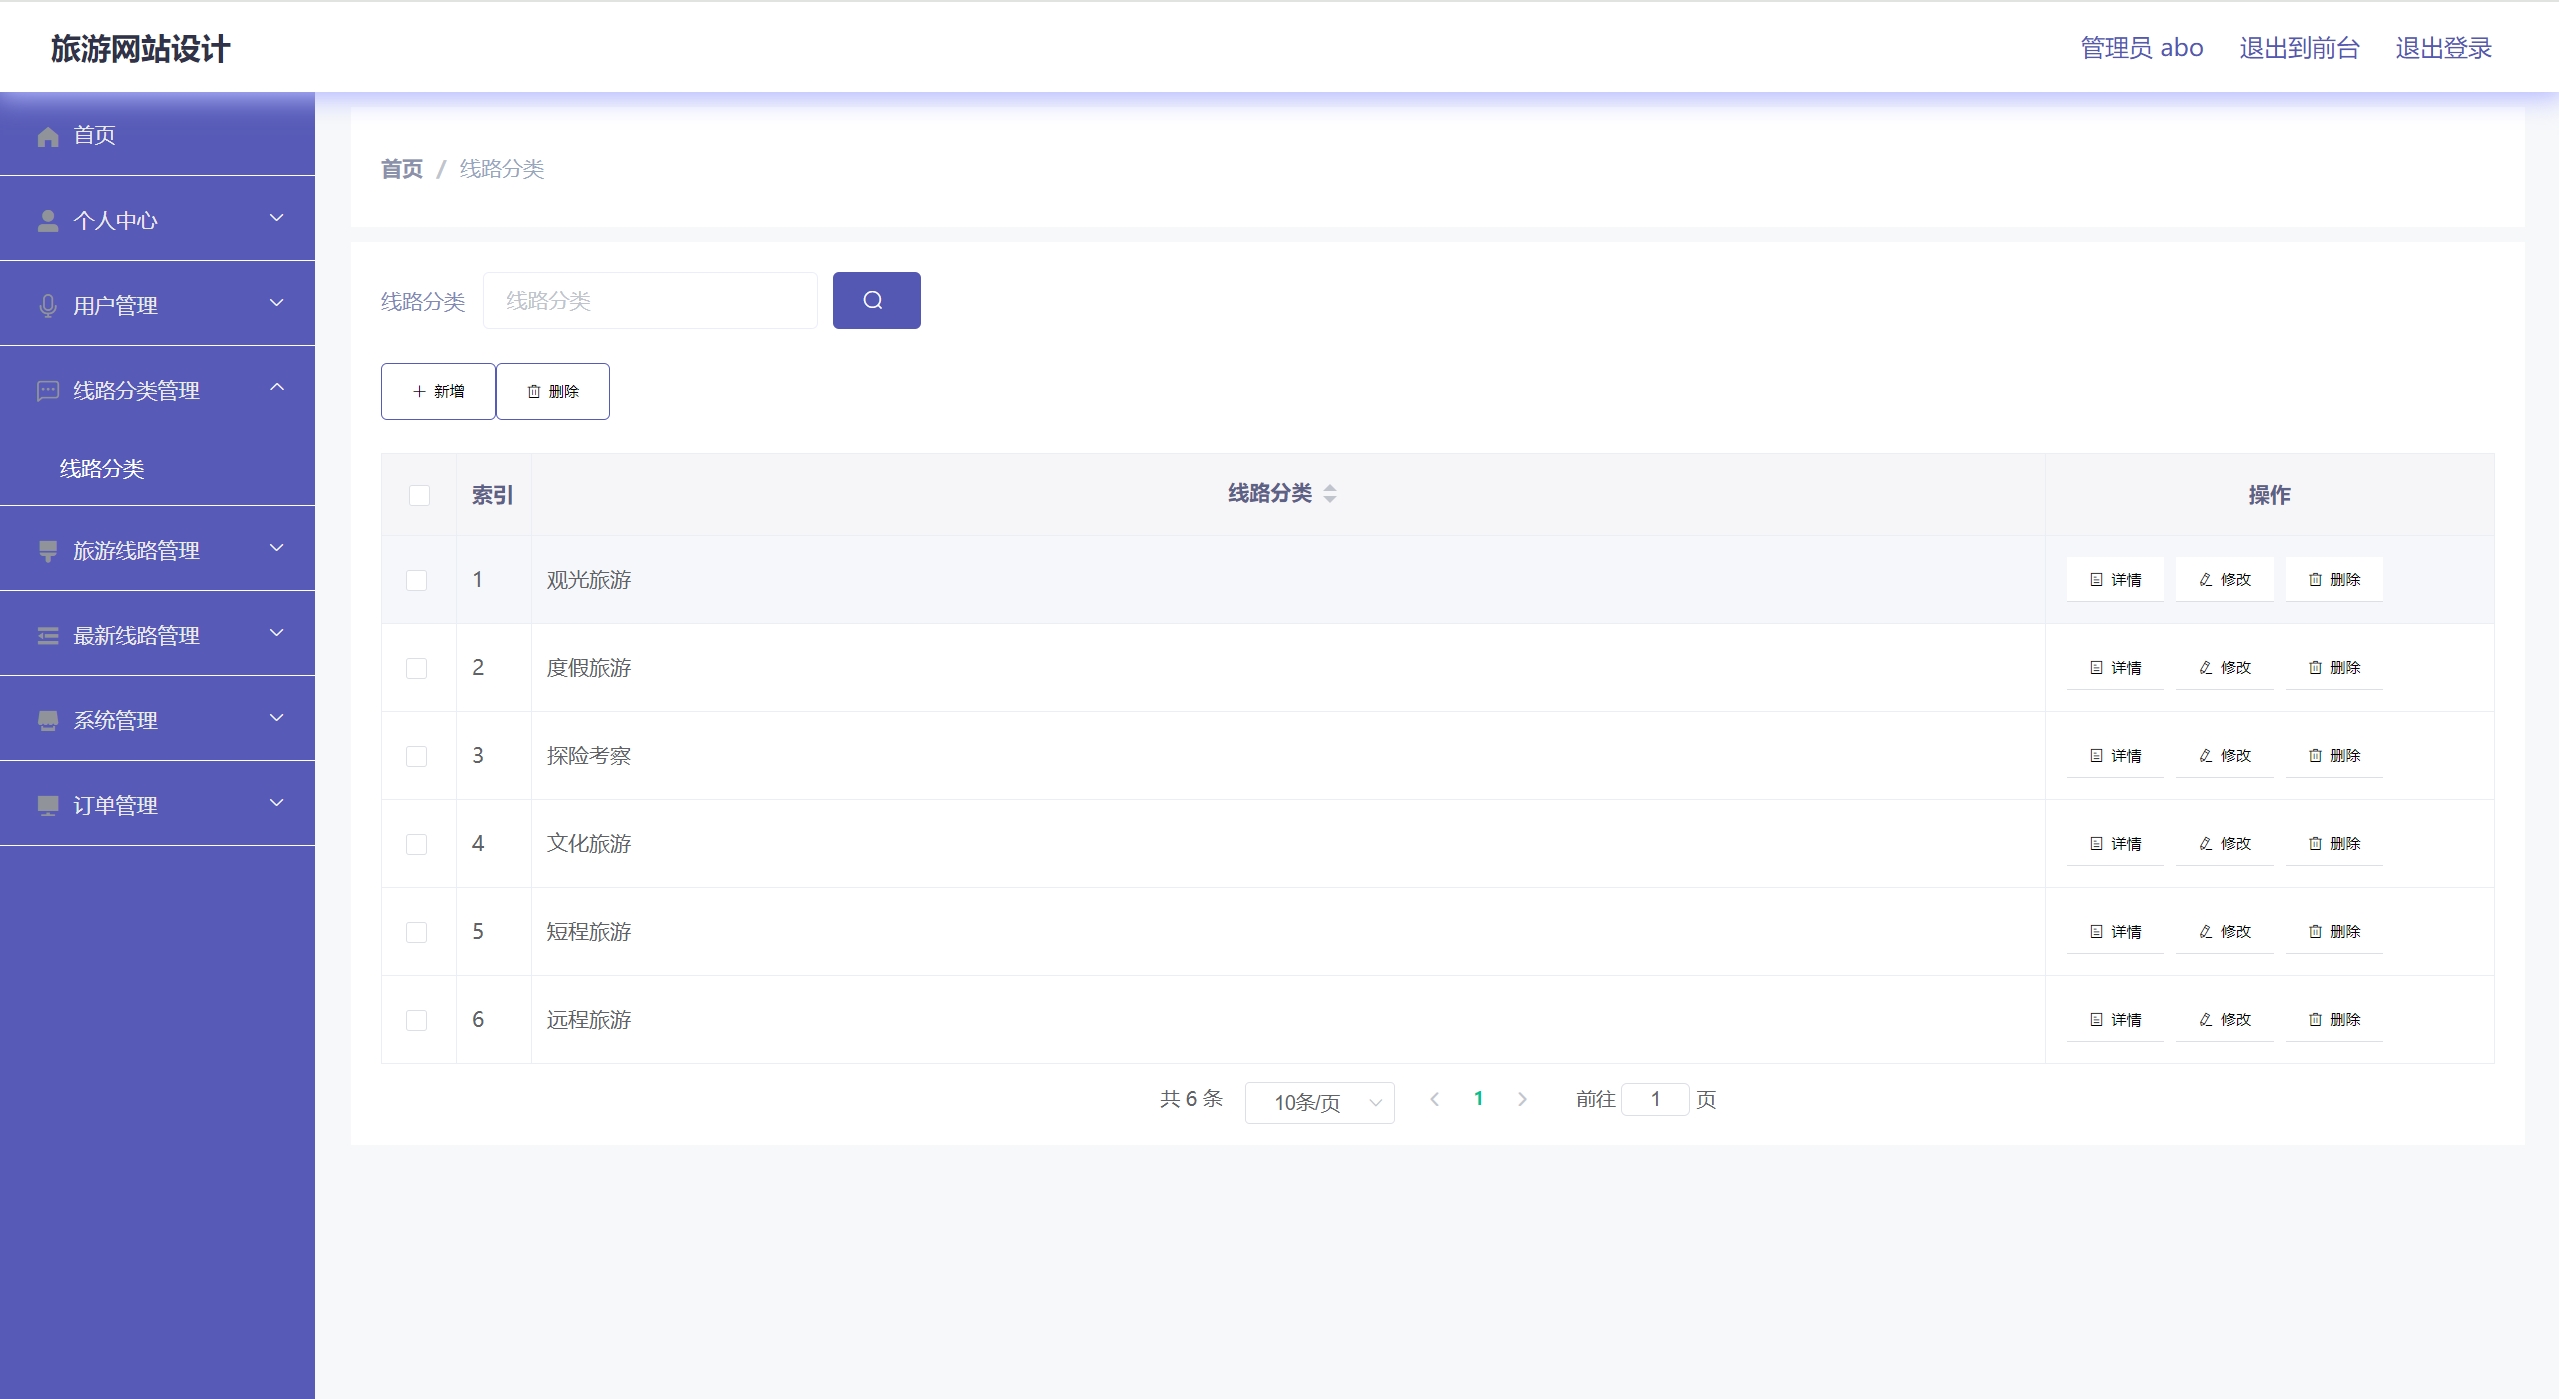 旅游网站设计
管理员 abo 退出到前台 退出登录
首页
个人中心
用户管理
线路分类管理
线路分类
旅游线路管理
最新线路管理
系统管理
订单管理
首页 / 线路分类
线路分类 线路分类
新增 删除
索引 线路分类 操作
1 观光旅游 详情 修改 删除
2 度假旅游 详情 修改 删除
3 探险考察 详情 修改 删除
4 文化旅游 详情 修改 删除
5 短程旅游 详情 修改 删除
6 远程旅游 详情 修改 删除
共 6 条 10条/页 1 前往 1 页